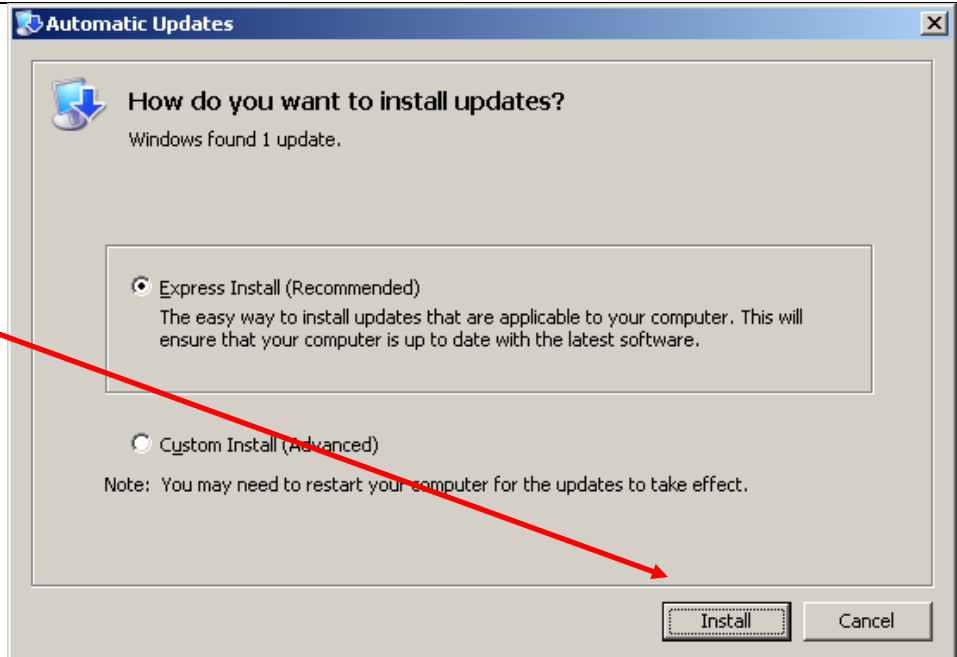 Automatic Updates
How do you want to install updates?
Windows found 1 update.
Express Install (Recommended)
The easy way to install updates that are applicable to your computer. This will
ensure that your computer is up to date with the latest software.
Custom Install (Advanced)
Note: You may need to restart your computer for the updates to take effect.
Install Cancel